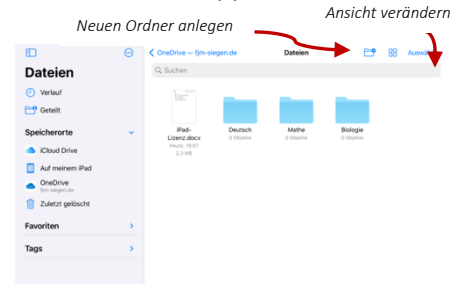 Ansicht verändern
Neuen Ordner anlegen
OneDrive — fjm-siegen.de
Dateien
Auswä
Dateien
Suchen
Verlauf
Geteilt
Speicherorte
iCloud Drive
Auf meinem iPad
OneDrive
fjm-siegen.de
Zuletzt gelöscht
Favoriten
Tags
iPad-
Lizenz.docx
Heute, 19:07
2,3 MB
Deutsch
0 Objekte
Mathe
0 Objekte
Biologie
0 Objekte